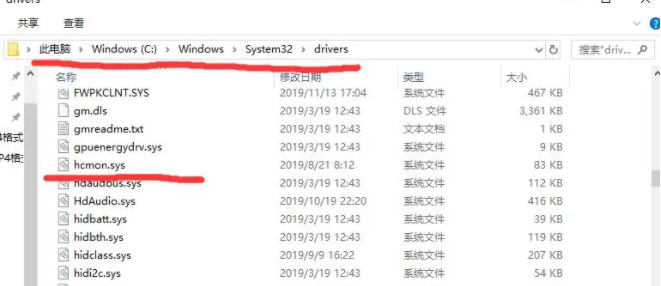 drivers
共享 查看
此电脑 > Windows (C:) > Windows > System32 > drivers 搜索"driv...
名称 修改日期 类型 大小
FWPKCLNT.SYS 2019/11/13 17:04 系统文件 467 KB
gm.dls 2019/3/19 12:43 DLS 文件 3,361 KB
gmreadme.txt 2019/3/19 12:43 文本文档 1 KB
gpuenergydrv.sys 2019/3/19 12:43 系统文件 9 KB
hcmon.sys 2019/8/21 8:12 系统文件 83 KB
hdaudbus.sys 2019/3/19 12:43 系统文件 112 KB
HdAudio.sys 2019/10/19 22:20 系统文件 416 KB
hidbatt.sys 2019/3/19 12:43 系统文件 39 KB
hidbth.sys 2019/3/19 12:43 系统文件 119 KB
hidclass.sys 2019/9/9 16:22 系统文件 207 KB
hidi2c.sys 2019/3/19 12:43 系统文件 54 KB
4格式
P4格式